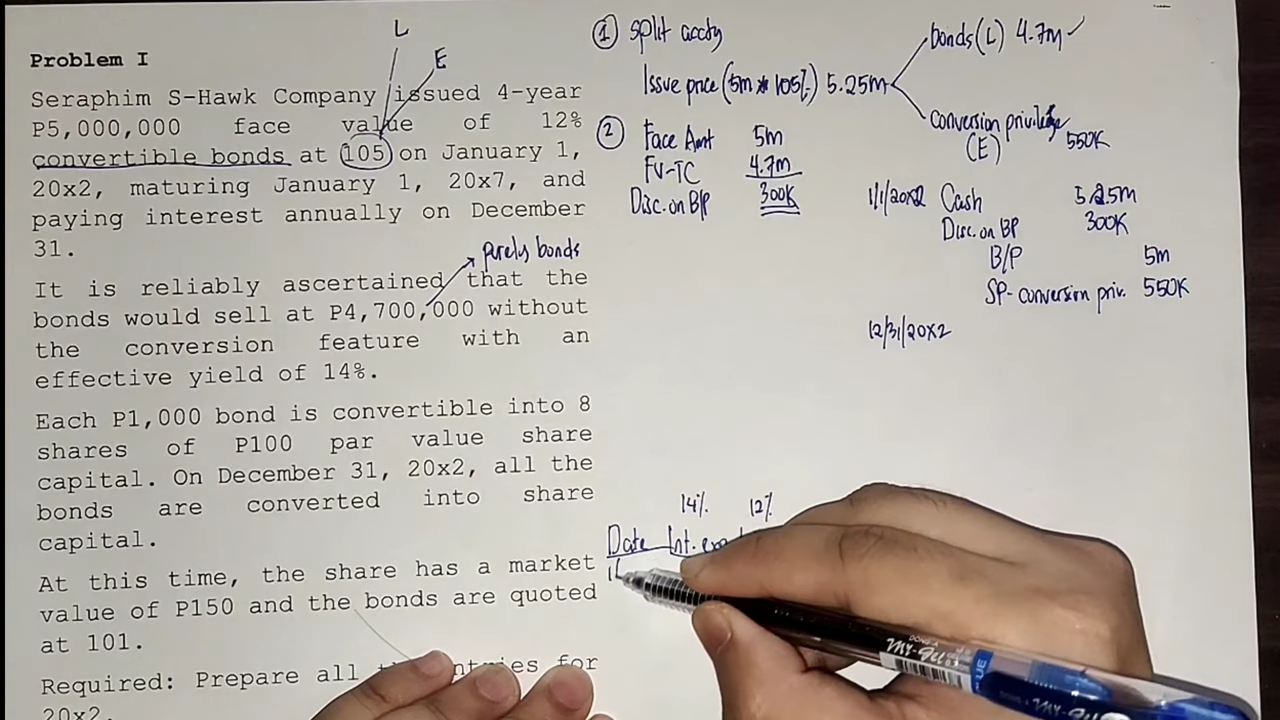 Problem I
Seraphim S-Hawk Company issued 4-year
P5,000,000 face value of 12%
convertible bonds at 105 on January 1,
20x2, maturing January 1, 20x7, and
paying interest annually on December
31.
It is reliably ascertained that the
bonds would sell at P4,700,000 without
the conversion feature with an
effective yield of 14%.
Each P1,000 bond is convertible into 8
shares of P100 par value share
capital. On December 31, 20x2, all the
bonds are converted into share
capital.
At this time, the share has a market
value of P150 and the bonds are quoted
at 101.
Required: Prepare all entries for
20x2.
L
E
purely bonds
① split acctg
Issue price (5m * 105%) 5.25m
bonds (L) 4.7m ✓
conversion privilege
(E) 550K
② Face Amt 5m
FV-TC 4.7m
Disc. on B/P 300K
1/1/20x2 Cash 5.25m
Disc. on BP 300K
B/P 5m
SP- conversion priv. 550K
12/31/20x2
14% 12%
Date Int.
MY-Gel